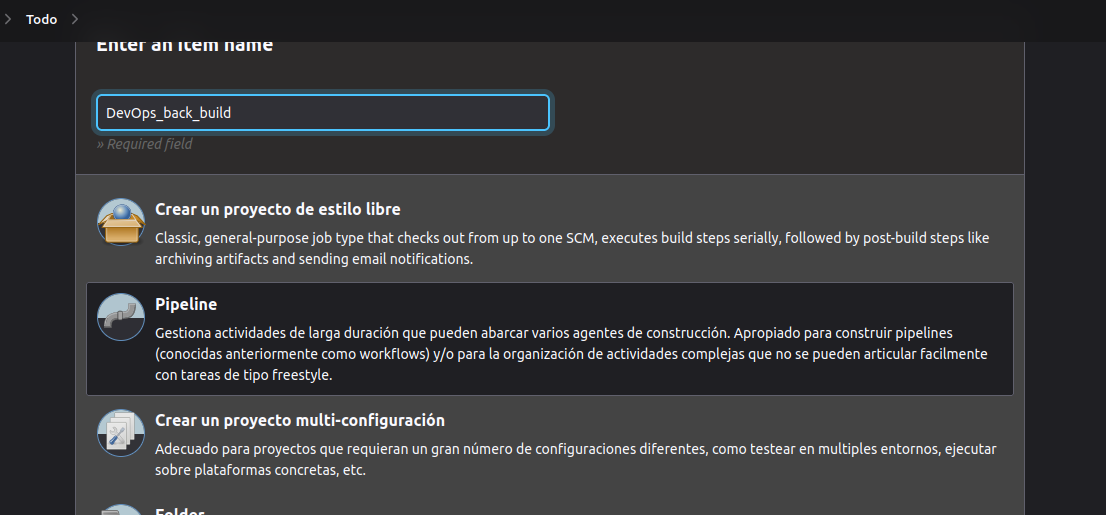 Todo
Enter an item name
DevOps_back_build
» Required field
Crear un proyecto de estilo libre
Classic, general-purpose job type that checks out from up to one SCM, executes build steps serially, followed by post-build steps like
archiving artifacts and sending email notifications.
Pipeline
Gestiona actividades de larga duración que pueden abarcar varios agentes de construcción. Apropiado para construir pipelines
(conocidas anteriormente como workflows) y/o para la organización de actividades complejas que no se pueden articular facilmente
con tareas de tipo freestyle.
Crear un proyecto multi-configuración
Adecuado para proyectos que requieran un gran número de configuraciones diferentes, como testear en multiples entornos, ejecutar
sobre plataformas concretas, etc.
Folder